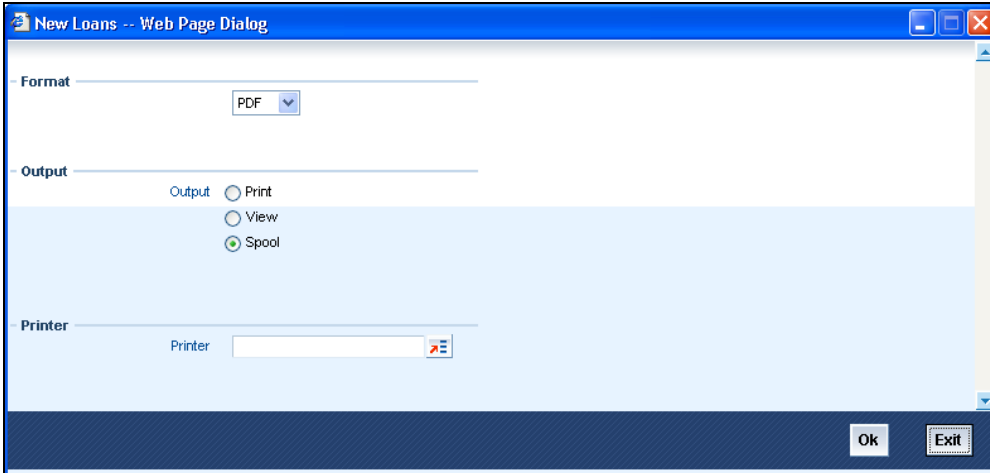 New Loans -- Web Page Dialog
Format
PDF
Output
Output Print
View
Spool
Printer
Printer
Ok Exit